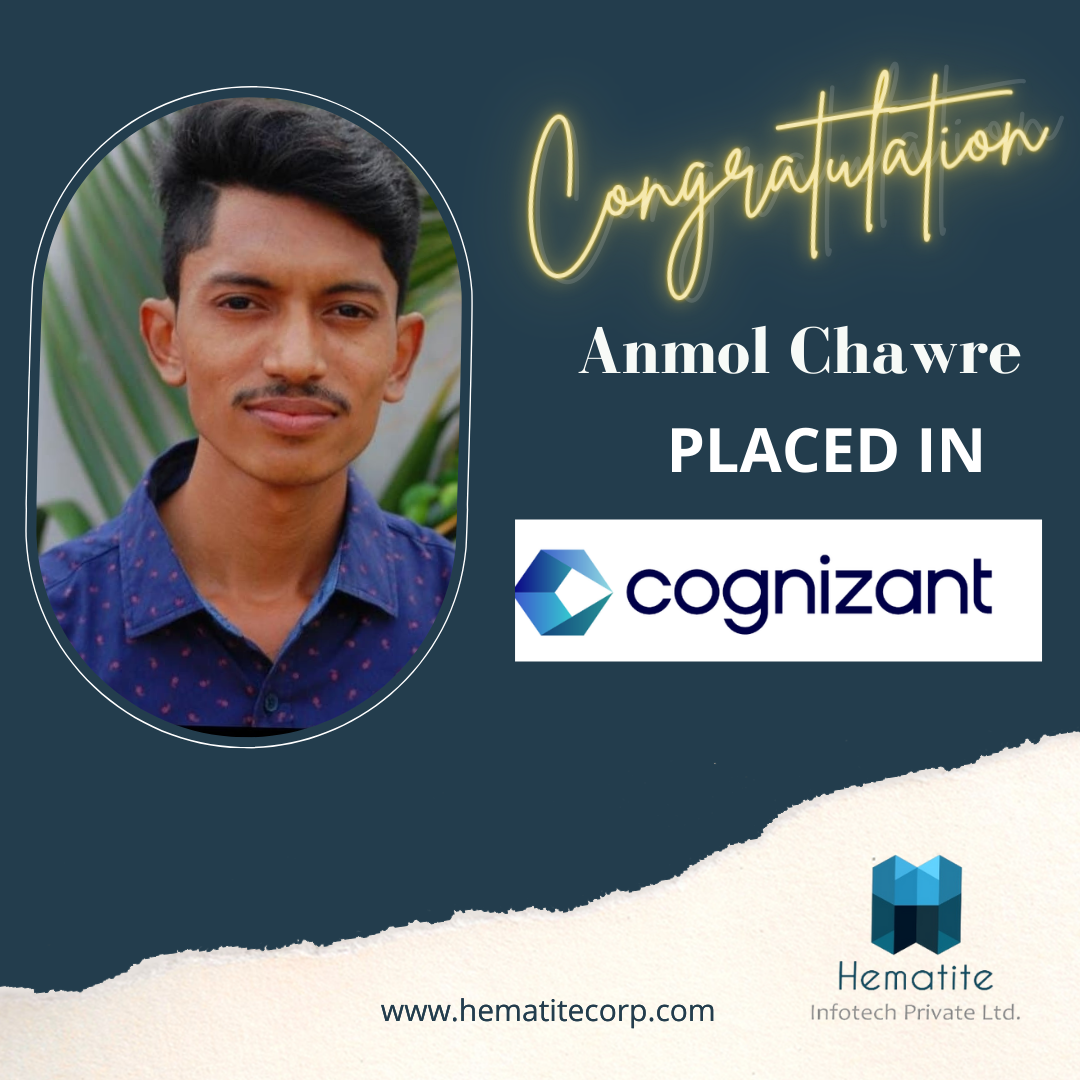 Congratulation
Anmol Chawre
PLACED IN
cognizant
Hematite
Infotech Private Ltd.
www.hematitecorp.com